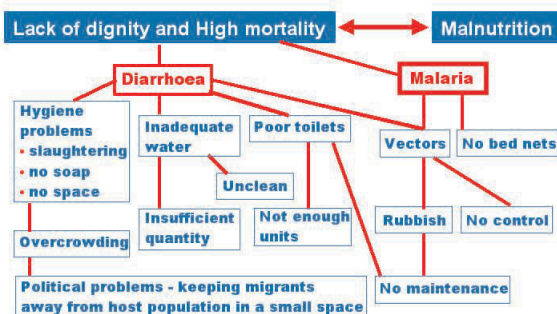 Lack of dignity and High mortality
Malnutrition
Diarrhoea
Malaria
Hygiene
problems
• slaughtering
• no soap
• no space
Inadequate
water
Poor toilets
Vectors
No bed nets
Unclean
Insufficient
quantity
Not enough
units
Rubbish
No control
Overcrowding
Political problems - keeping migrants
away from host population in a small space
No maintenance